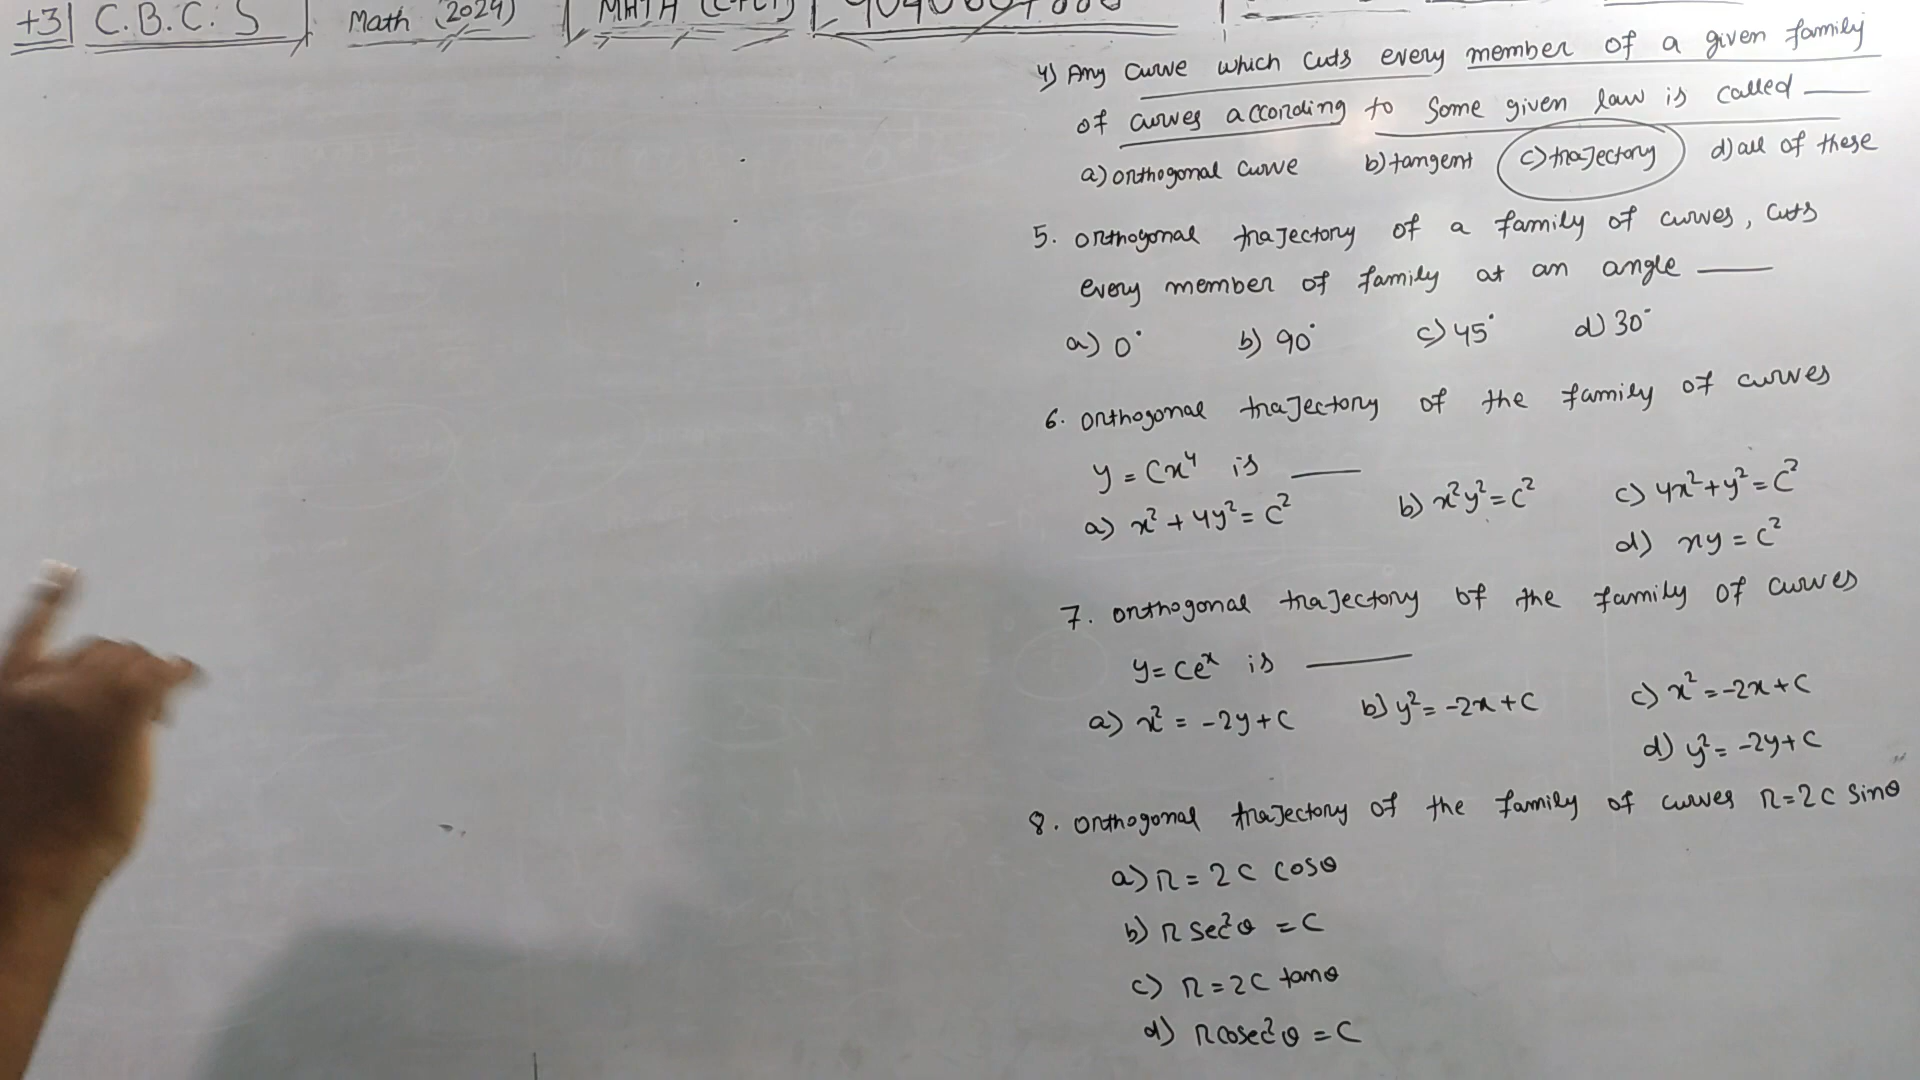 +3 C.B.C.S Math (2024) MATH
4) Any curve which cuts every member of a given family
of curves according to some given law is called ___
a) orthogonal curve b) tangent c) trajectory d) all of these
5. orthogonal trajectory of a family of curves, cuts
every member of family at an angle ___
a) 0° b) 90° c) 45° d) 30°
6. orthogonal trajectory of the family of curves
y = Cx⁴ is ___
a) x² + 4y² = c² b) x²y² = c² c) 4x² + y² = c²
d) xy = c²
7. orthogonal trajectory of the family of curves
y = ceˣ is ___
a) x² = -2y + c b) y² = -2x + c c) x² = -2x + c
d) y² = -2y + c
8. orthogonal trajectory of the family of curves r = 2c sinθ
a) r = 2c cosθ
b) r sec²θ = c
c) r = 2c tanθ
d) r cosec²θ = c